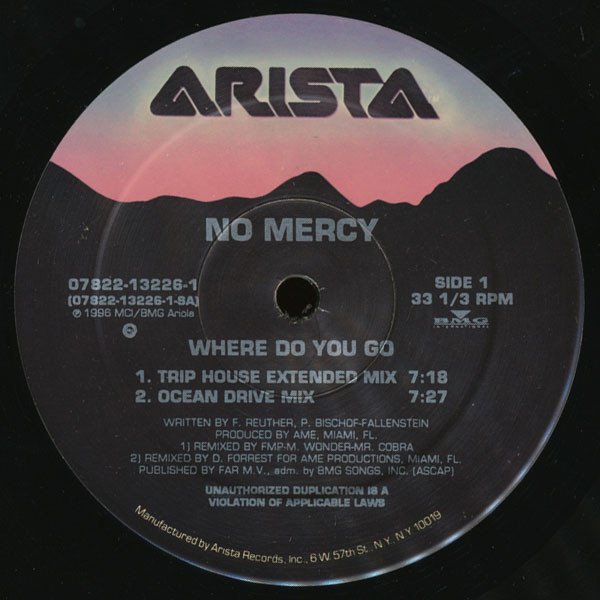 ARISTA
NO MERCY
07822-13226-1
(07822-13226-1-SA)
℗ 1996 MCI/BMG Ariola
SIDE 1
33 1/3 RPM
BMG
INTERNATIONAL
WHERE DO YOU GO
1. TRIP HOUSE EXTENDED MIX 7:18
2. OCEAN DRIVE MIX 7:27
WRITTEN BY F. REUTHER, P. BISCHOF-FALLENSTEIN
PRODUCED BY AME, MIAMI, FL.
1) REMIXED BY FMP-M. WONDER-MR. COBRA
2) REMIXED BY D. FORREST FOR AME PRODUCTIONS, MIAMI, FL.
PUBLISHED BY FAR M.V., adm. by BMG SONGS, INC. (ASCAP)
UNAUTHORIZED DUPLICATION IS A
VIOLATION OF APPLICABLE LAWS
Manufactured by Arista Records, Inc., 6 W 57th St., N.Y., N.Y 10019